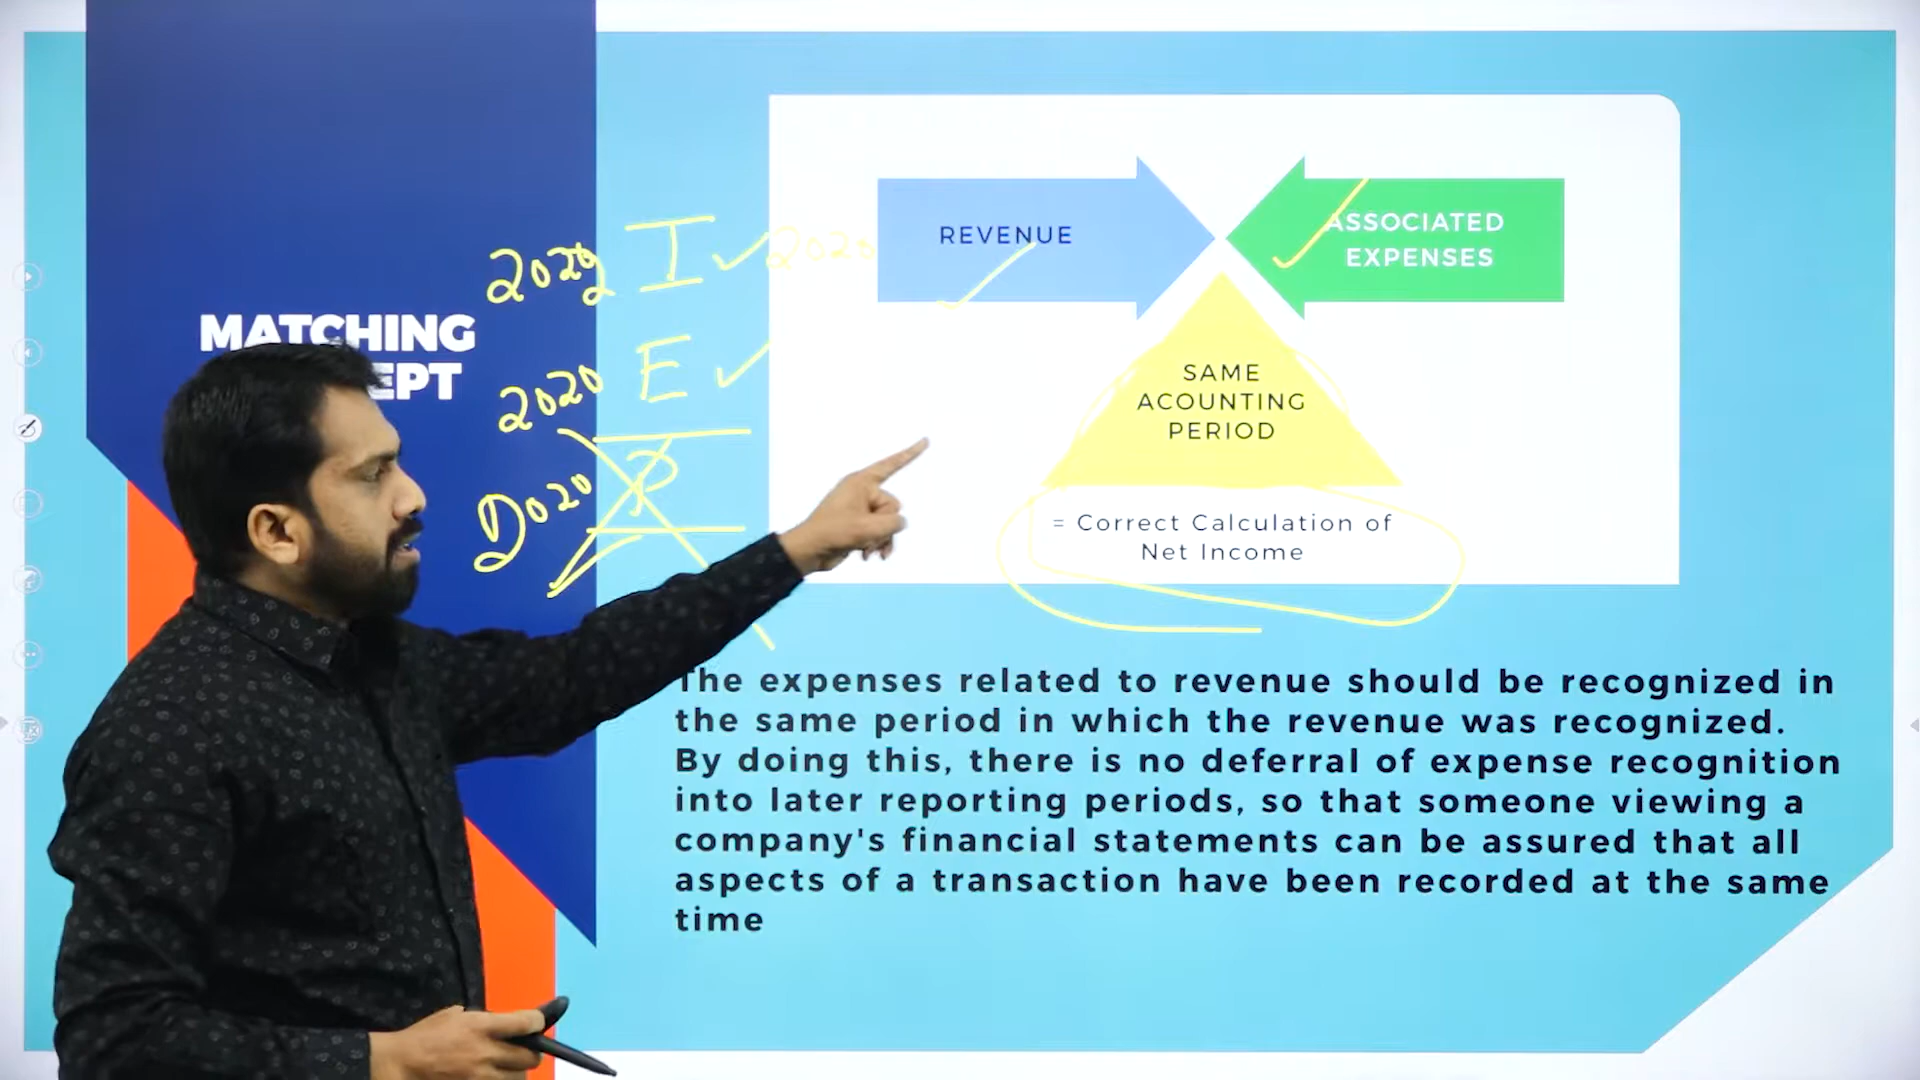 MATCHING
EPT
2020 I ✓ 2020
2020 E ✓
2020 P
REVENUE
ASSOCIATED
EXPENSES
SAME
ACOUNTING
PERIOD
= Correct Calculation of
Net Income
The expenses related to revenue should be recognized in
the same period in which the revenue was recognized.
By doing this, there is no deferral of expense recognition
into later reporting periods, so that someone viewing a
company's financial statements can be assured that all
aspects of a transaction have been recorded at the same
time